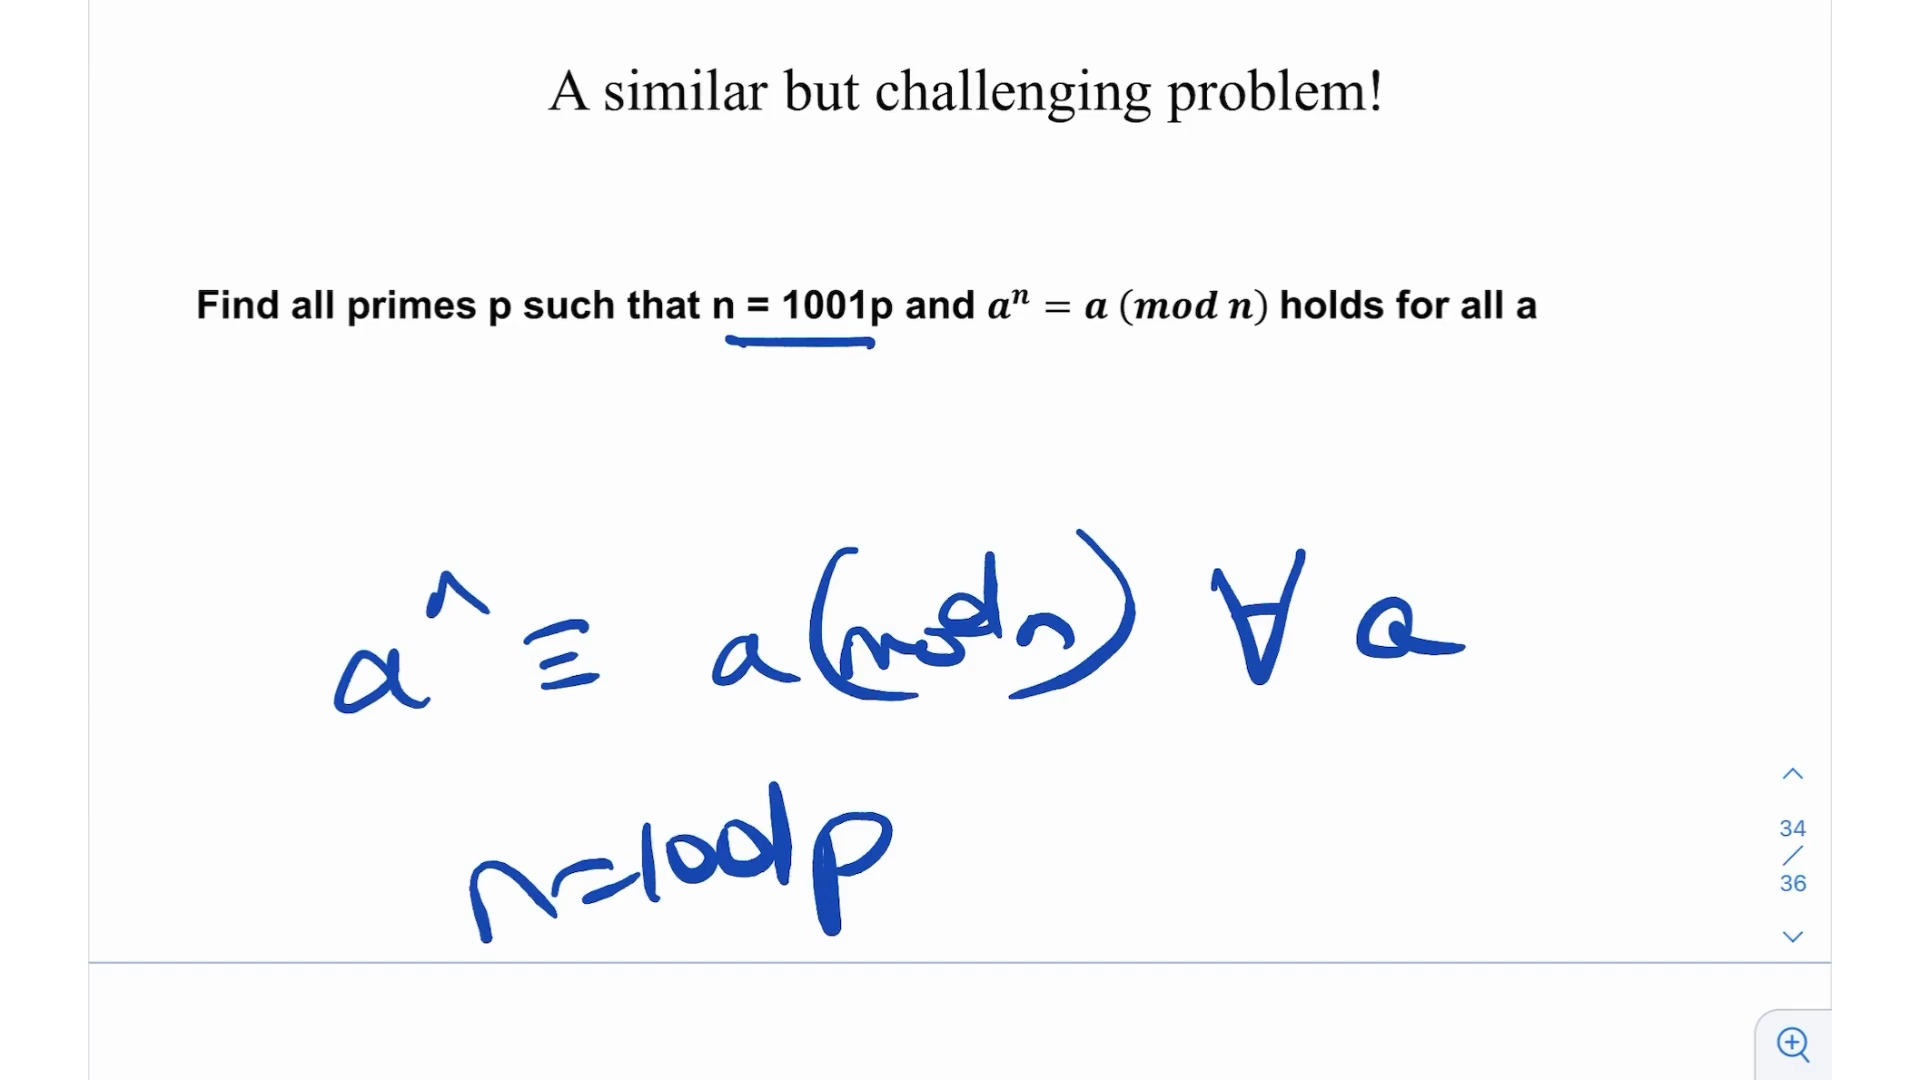 A similar but challenging problem!
Find all primes p such that n = 1001p and aⁿ = a (mod n) holds for all a
aⁿ ≡ a (mod n) ∀ a
n=1001p
34
/
36